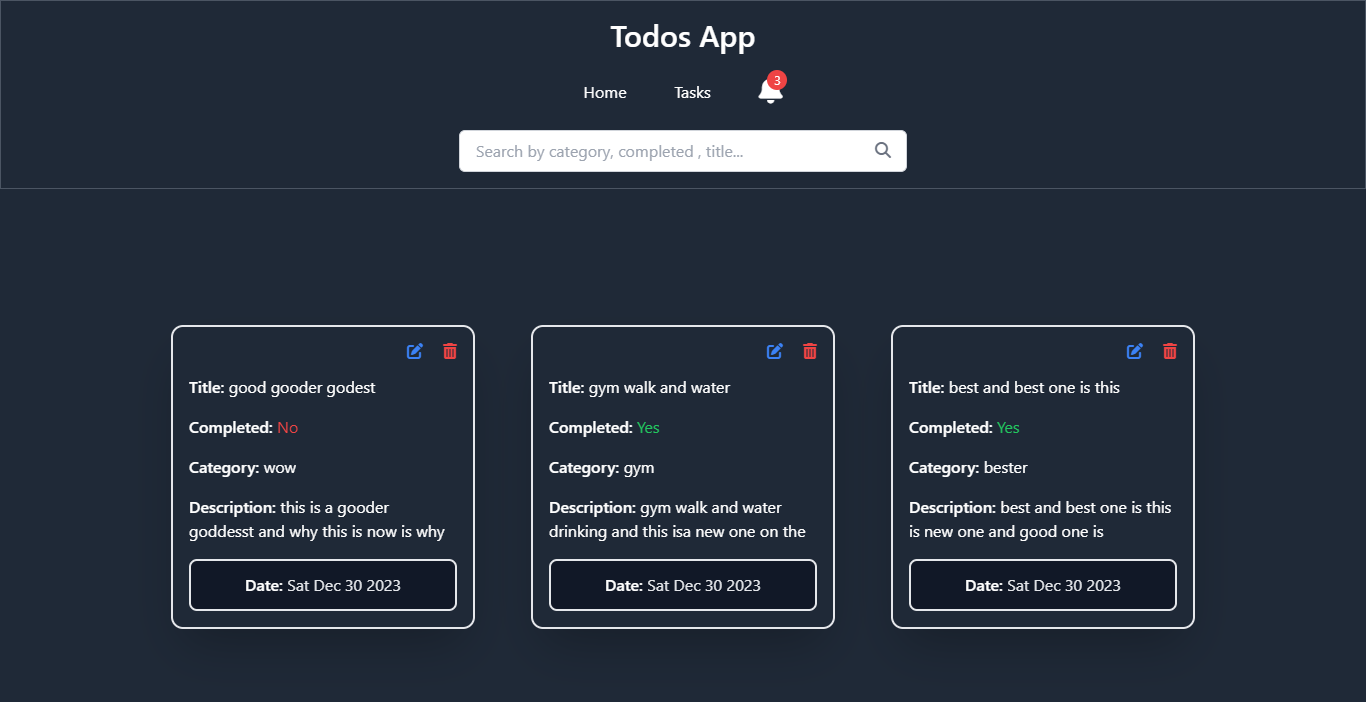 Todos App
Home Tasks 3
Search by category, completed , title...
Title: good gooder godest
Completed: No
Category: wow
Description: this is a gooder
goddesst and why this is now is why
Date: Sat Dec 30 2023
Title: gym walk and water
Completed: Yes
Category: gym
Description: gym walk and water
drinking and this isa new one on the
Date: Sat Dec 30 2023
Title: best and best one is this
Completed: Yes
Category: bester
Description: best and best one is this
is new one and good one is
Date: Sat Dec 30 2023